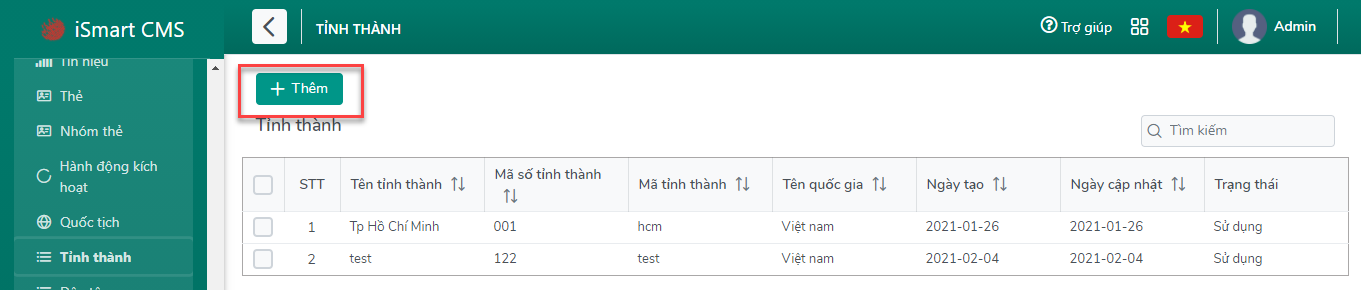 iSmart CMS
TỈNH THÀNH
Trợ giúp
Admin
Tín hiệu
Thẻ
Nhóm thẻ
Hành động kích
hoạt
Quốc tịch
Tỉnh thành
+ Thêm
Tỉnh thành
Tìm kiếm
STT Tên tỉnh thành Mã số tỉnh thành Mã tỉnh thành Tên quốc gia Ngày tạo Ngày cập nhật Trạng thái
1 Tp Hồ Chí Minh 001 hcm Việt nam 2021-01-26 2021-01-26 Sử dụng
2 test 122 test Việt nam 2021-02-04 2021-02-04 Sử dụng